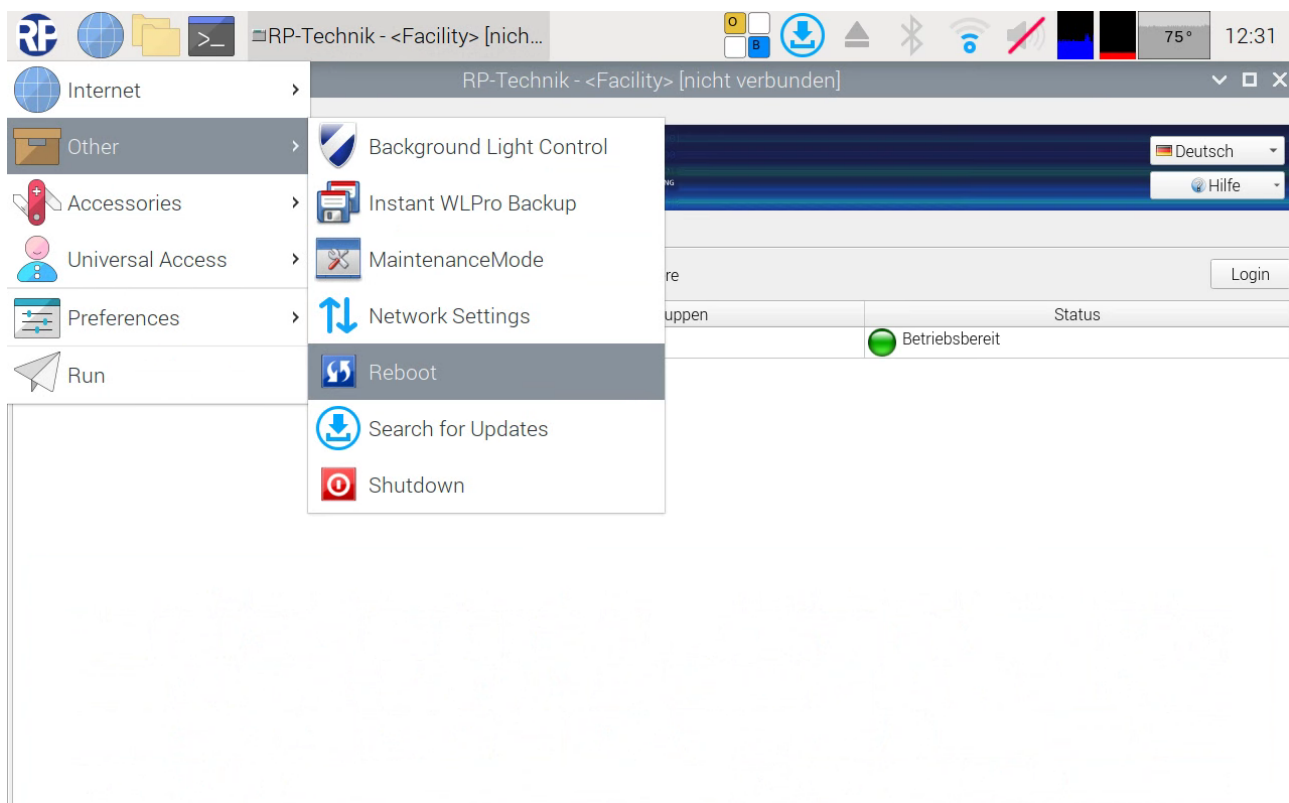 RP
>_
RP-Technik - <Facility> [nich...
O
B
75°
12:31
RP-Technik - <Facility> [nicht verbunden]
Internet
Other
Accessories
Universal Access
Preferences
Run
Background Light Control
Instant WLPro Backup
MaintenanceMode
Network Settings
Reboot
Search for Updates
Shutdown
Deutsch
NG
Hilfe
re
Login
uppen
Status
Betriebsbereit